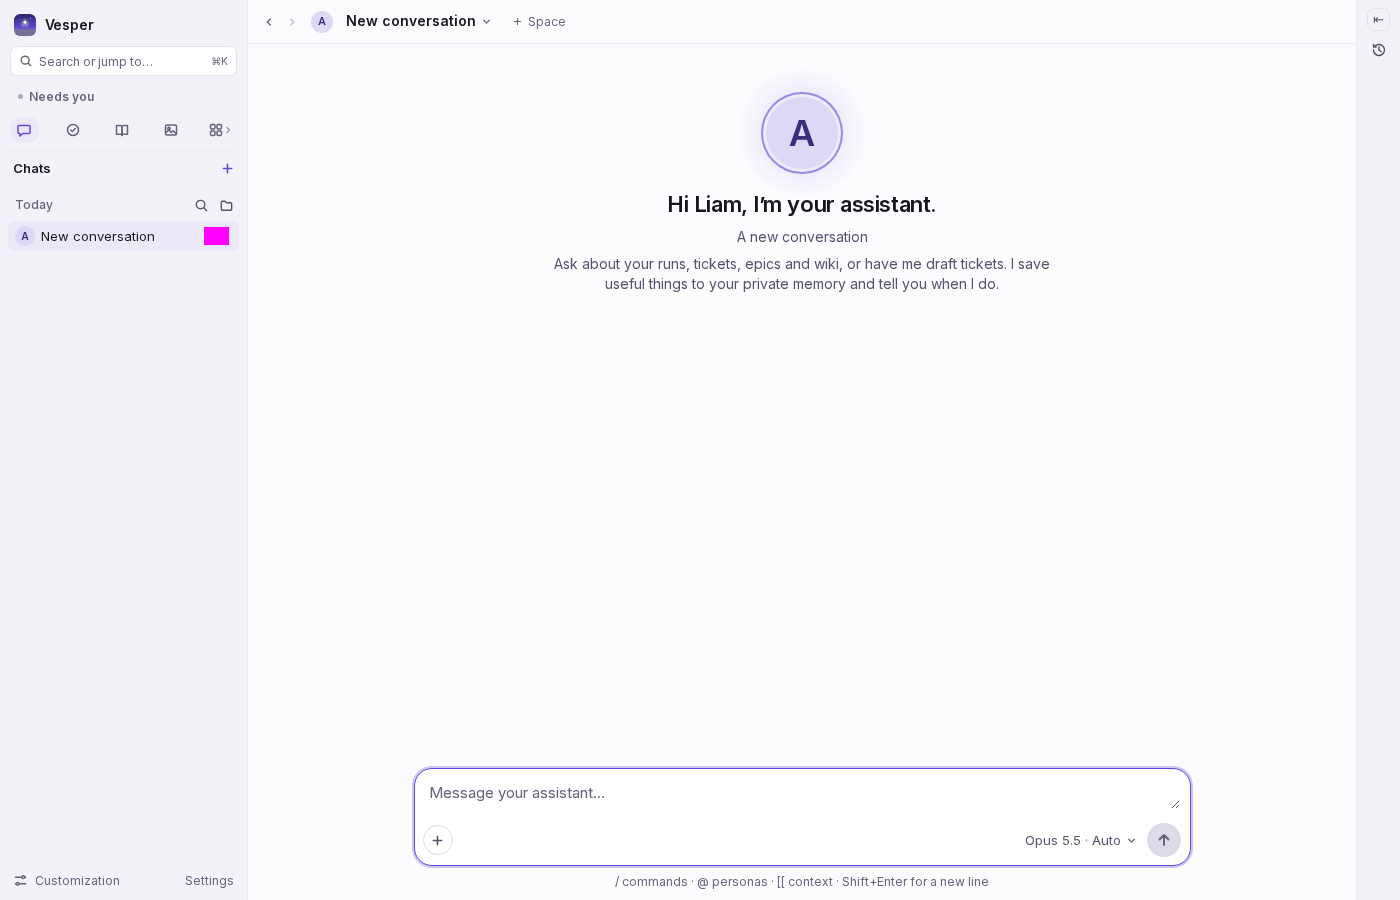 Vesper
Search or jump to…
⌘K
Needs you
Chats
Today
A New conversation
Customization
Settings
A New conversation
Space
A
Hi Liam, I’m your assistant.
A new conversation
Ask about your runs, tickets, epics and wiki, or have me draft tickets. I save
useful things to your private memory and tell you when I do.
Message your assistant...
Opus 5.5 · Auto
/ commands · @ personas · [[ context · Shift+Enter for a new line